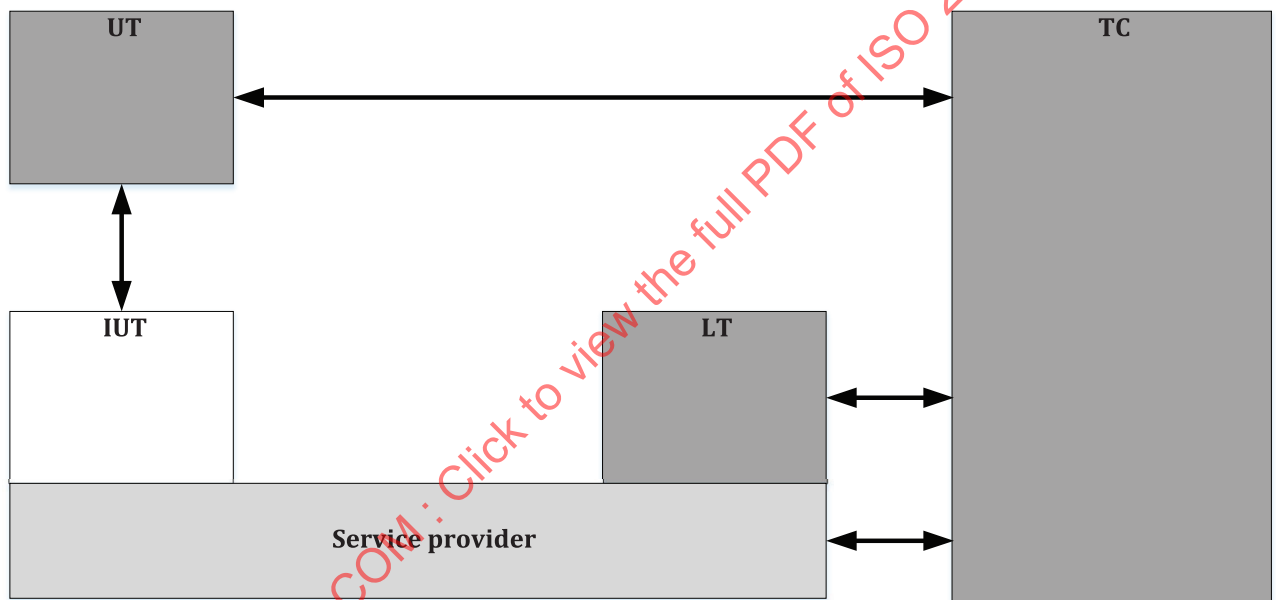 UT
TC
IUT
LT
Service provider
COM : Click to view the full PDF of ISO